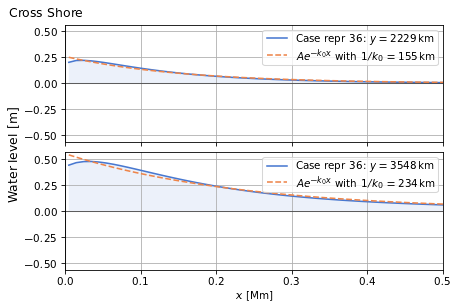 Cross Shore
0.50
0.25
0.00
−0.25
−0.50
Case repr 36: y = 2229 km
Ae^{−k₀x} with 1/k₀ = 155 km
Water level [m]
0.50
0.25
0.00
−0.25
−0.50
Case repr 36: y = 3548 km
Ae^{−k₀x} with 1/k₀ = 234 km
0.0 0.1 0.2 0.3 0.4 0.5
x [Mm]